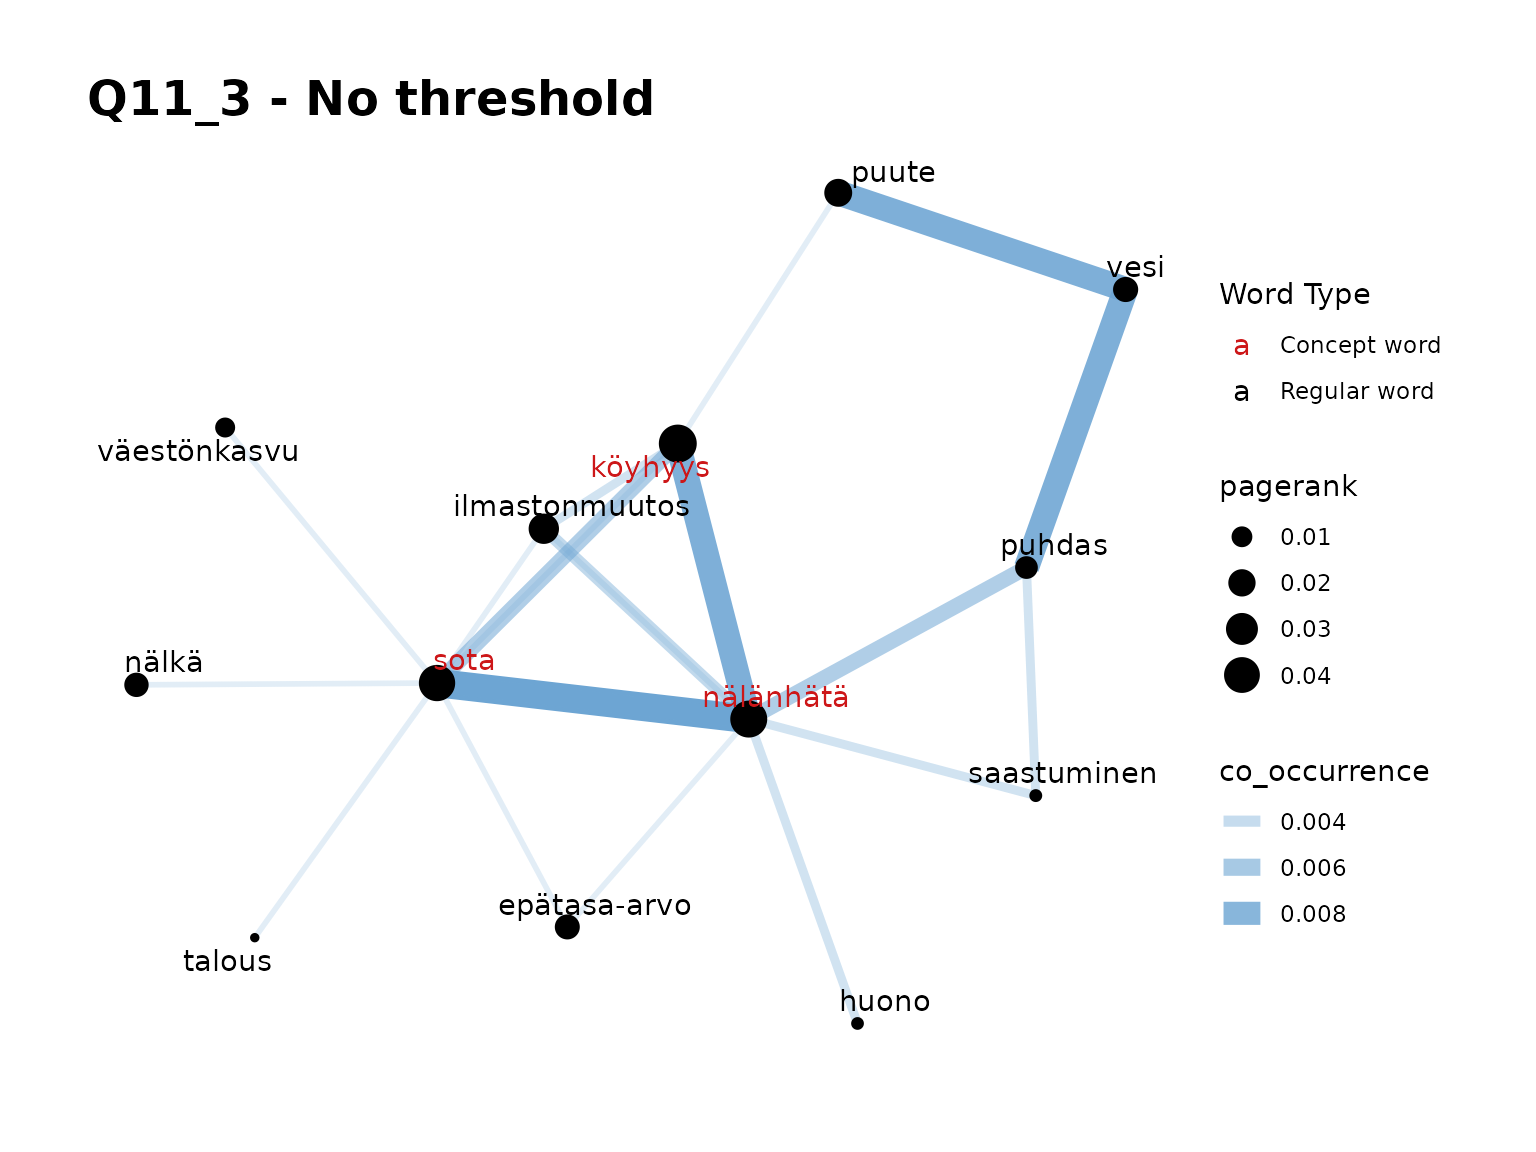 Q11_3 - No threshold
puute
vesi
väestönkasvu
köyhyys
ilmastonmuutos
puhdas
nälkä
sota
nälänhätä
saastuminen
epätasa-arvo
talous
huono
Word Type
a Concept word
a Regular word
pagerank
0.01
0.02
0.03
0.04
co_occurrence
0.004
0.006
0.008